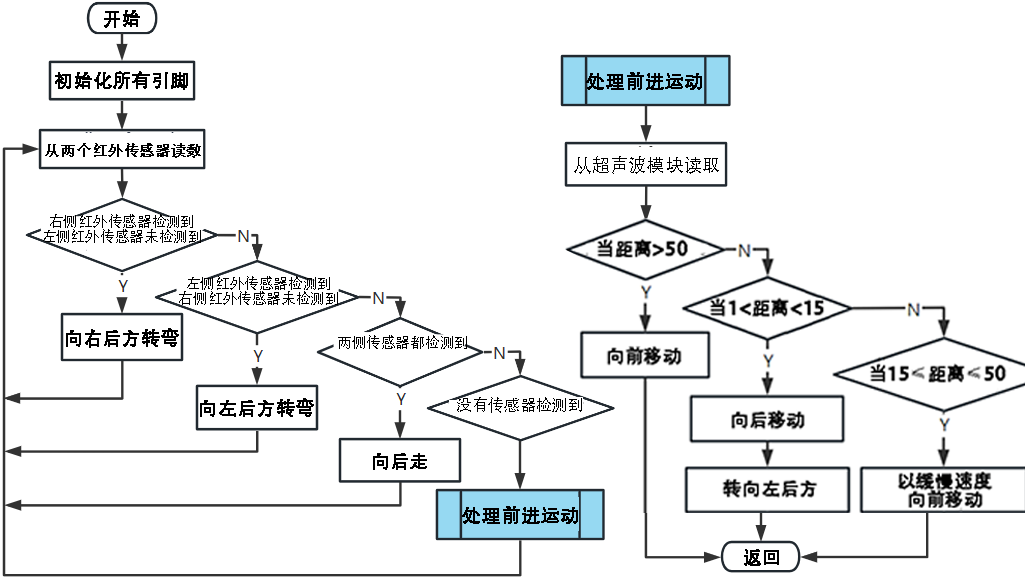 开始
初始化所有引脚
从两个红外传感器读数
右侧红外传感器检测到
左侧红外传感器未检测到
N
Y
向右后方转弯
左侧红外传感器检测到
右侧红外传感器未检测到
N
Y
向左后方转弯
两侧传感器都检测到
N
Y
向后走
没有传感器检测到
处理前进运动
处理前进运动
从超声波模块读取
当距离>50
N
Y
向前移动
当1<距离<15
N
Y
向后移动
转向左后方
当15≤距离≤50
Y
以缓慢速度
向前移动
返回